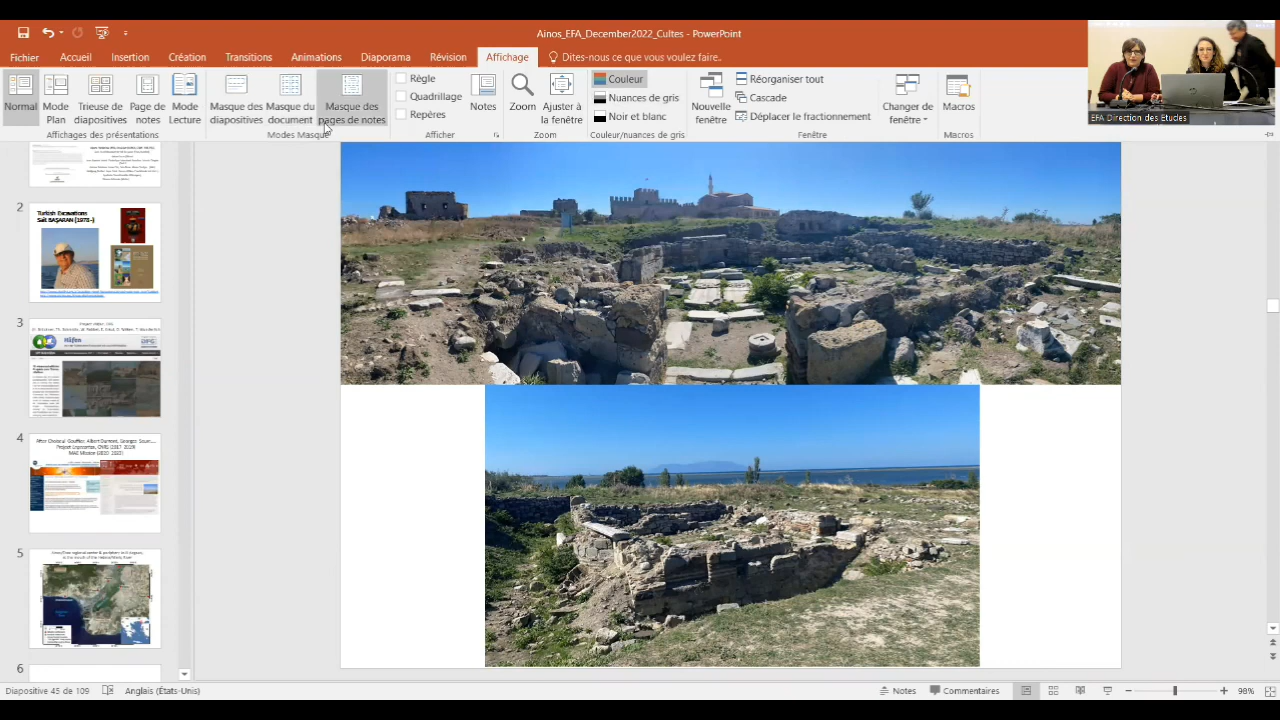 Ainos_EFA_December2022_Cultes - PowerPoint
Fichier Accueil Insertion Création Transitions Animations Diaporama Révision Affichage Dites-nous ce que vous voulez faire.
Normal
Mode Plan
Trieuse de diapositives
Page de notes
Mode Lecture
Affichages des présentations
Masque des diapositives
Masque du document
Masque des pages de notes
Modes Masque
Règle
Quadrillage
Repères
Notes
Afficher
Zoom
Ajuster à la fenêtre
Zoom
Couleur
Nuances de gris
Noir et blanc
Couleur/nuances de gris
Nouvelle fenêtre
Réorganiser tout
Cascade
Déplacer le fractionnement
Changer de fenêtre
Fenêtre
Macros
Macros
EFA Direction des Etudes
2
Turkish Excavations
Sait BAŞARAN (1978-)
3
Häfen
4
5
6
Diapositive 45 de 109 Anglais (États-Unis) Notes Commentaires 98%